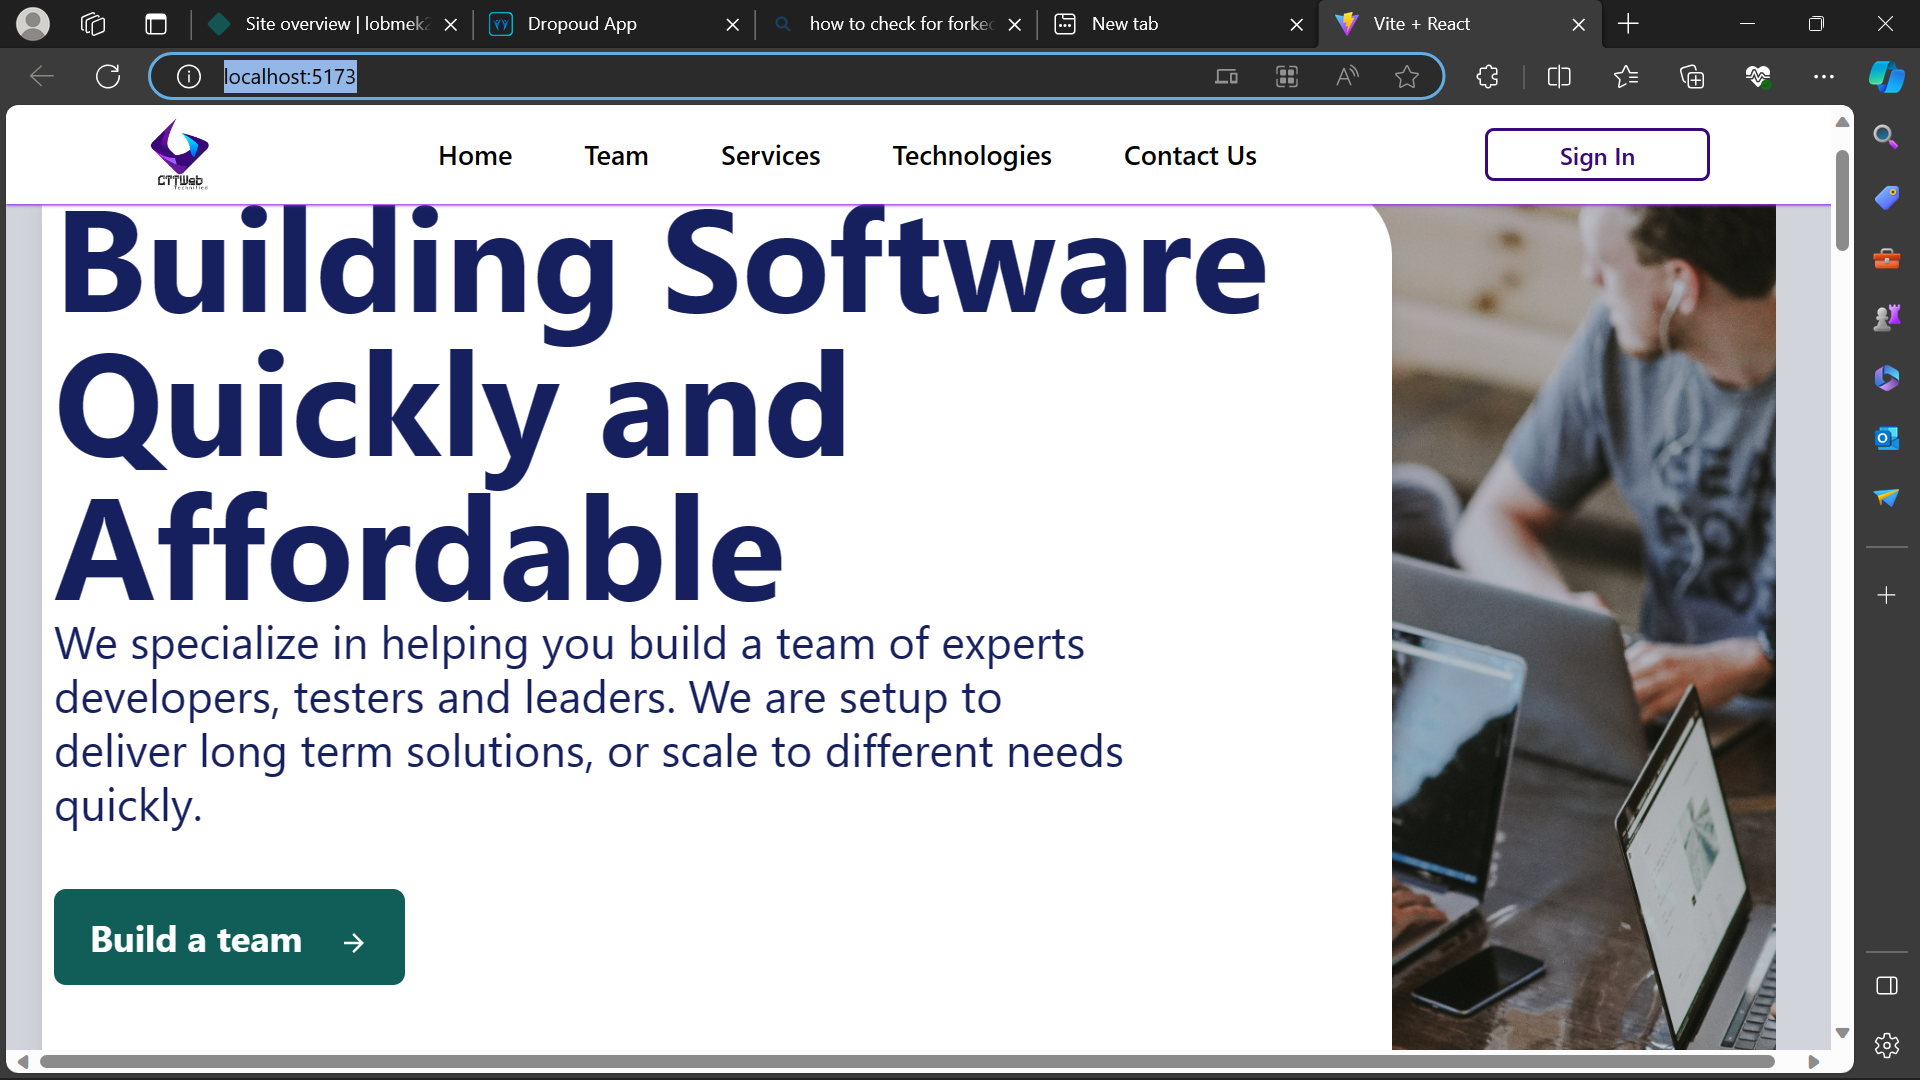 Site overview | lobmek2
Dropoud App
how to check for forked
New tab
Vite + React
localhost:5173
CTTWeb
Technified
Home
Team
Services
Technologies
Contact Us
Sign In
Building Software
Quickly and
Affordable
We specialize in helping you build a team of experts
developers, testers and leaders. We are setup to
deliver long term solutions, or scale to different needs
quickly.
Build a team →